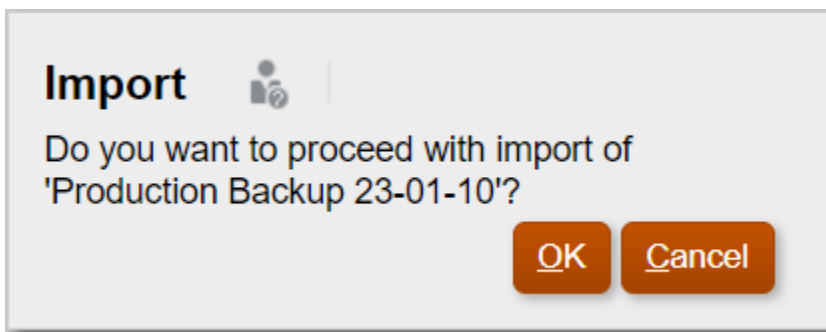 Import
Do you want to proceed with import of
'Production Backup 23-01-10'?
OK
Cancel